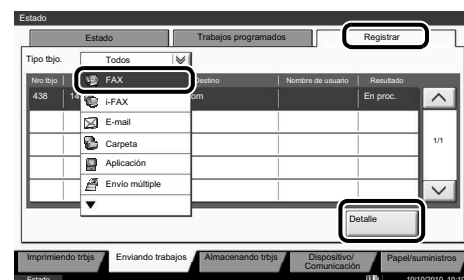 Estado
Estado Trabajos programados Registrar
Tipo tbjo. Todos
Nro tbjo Destino Nombre de usuario Resultado
438 14 om En proc.
FAX
i-FAX
E-mail
Carpeta
Aplicación
Envío múltiple
1/1
Detalle
Imprimiendo trbjs Enviando trabajos Almacenando trbjs Dispositivo/ Papel/suministros
Comunicación
Estado 10/10/2010 10:10